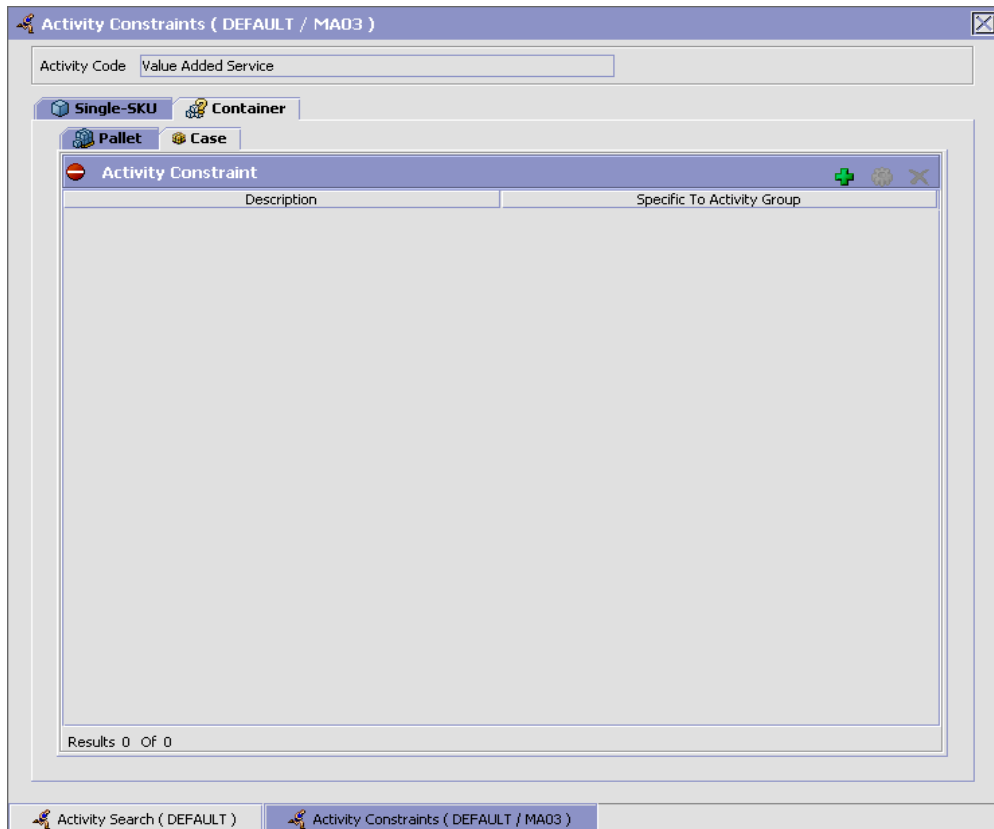 Activity Constraints ( DEFAULT / MA03 )
Activity Code Value Added Service
Single-SKU Container
Pallet Case
Activity Constraint
Description Specific To Activity Group
Results 0 Of 0
Activity Search ( DEFAULT ) Activity Constraints ( DEFAULT / MA03 )